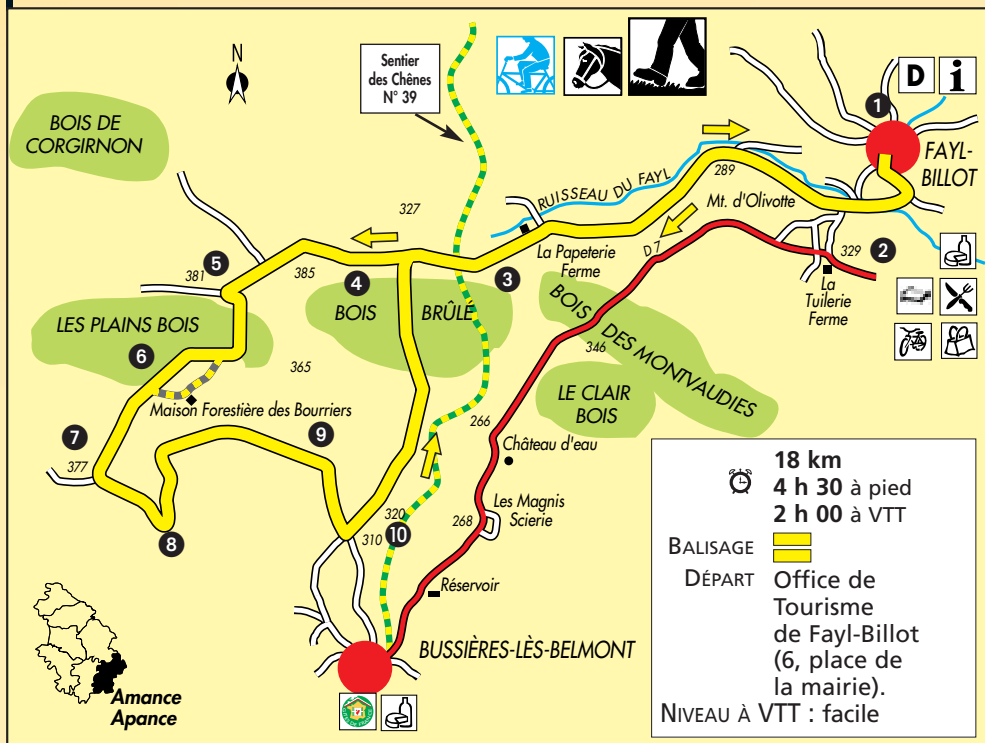 N
Sentier
des Chênes
N° 39
D
i
1
FAYL-
BILLOT
BOIS DE
CORGIRNON
RUISSEAU DU FAYL
289
Mt. d'Olivotte
327
D 7
La Papeterie
Ferme
329
2
La
Tuilerie
Ferme
5
381
385
4
3
BOIS
BRÛLÉ
LES PLAINS BOIS
6
365
BOIS
DES MONTVAUDIES
346
LE CLAIR
BOIS
Maison Forestière des Bourriers
7
377
9
266
Château d'eau
8
320
310
10
268
Les Magnis
Scierie
Réservoir
BUSSIÈRES-LÈS-BELMONT
GÎTES DE FRANCE
Amance
Apance
18 km
4 h 30 à pied
2 h 00 à VTT
BALISAGE
DÉPART Office de
Tourisme
de Fayl-Billot
(6, place de
la mairie).
NIVEAU À VTT : facile